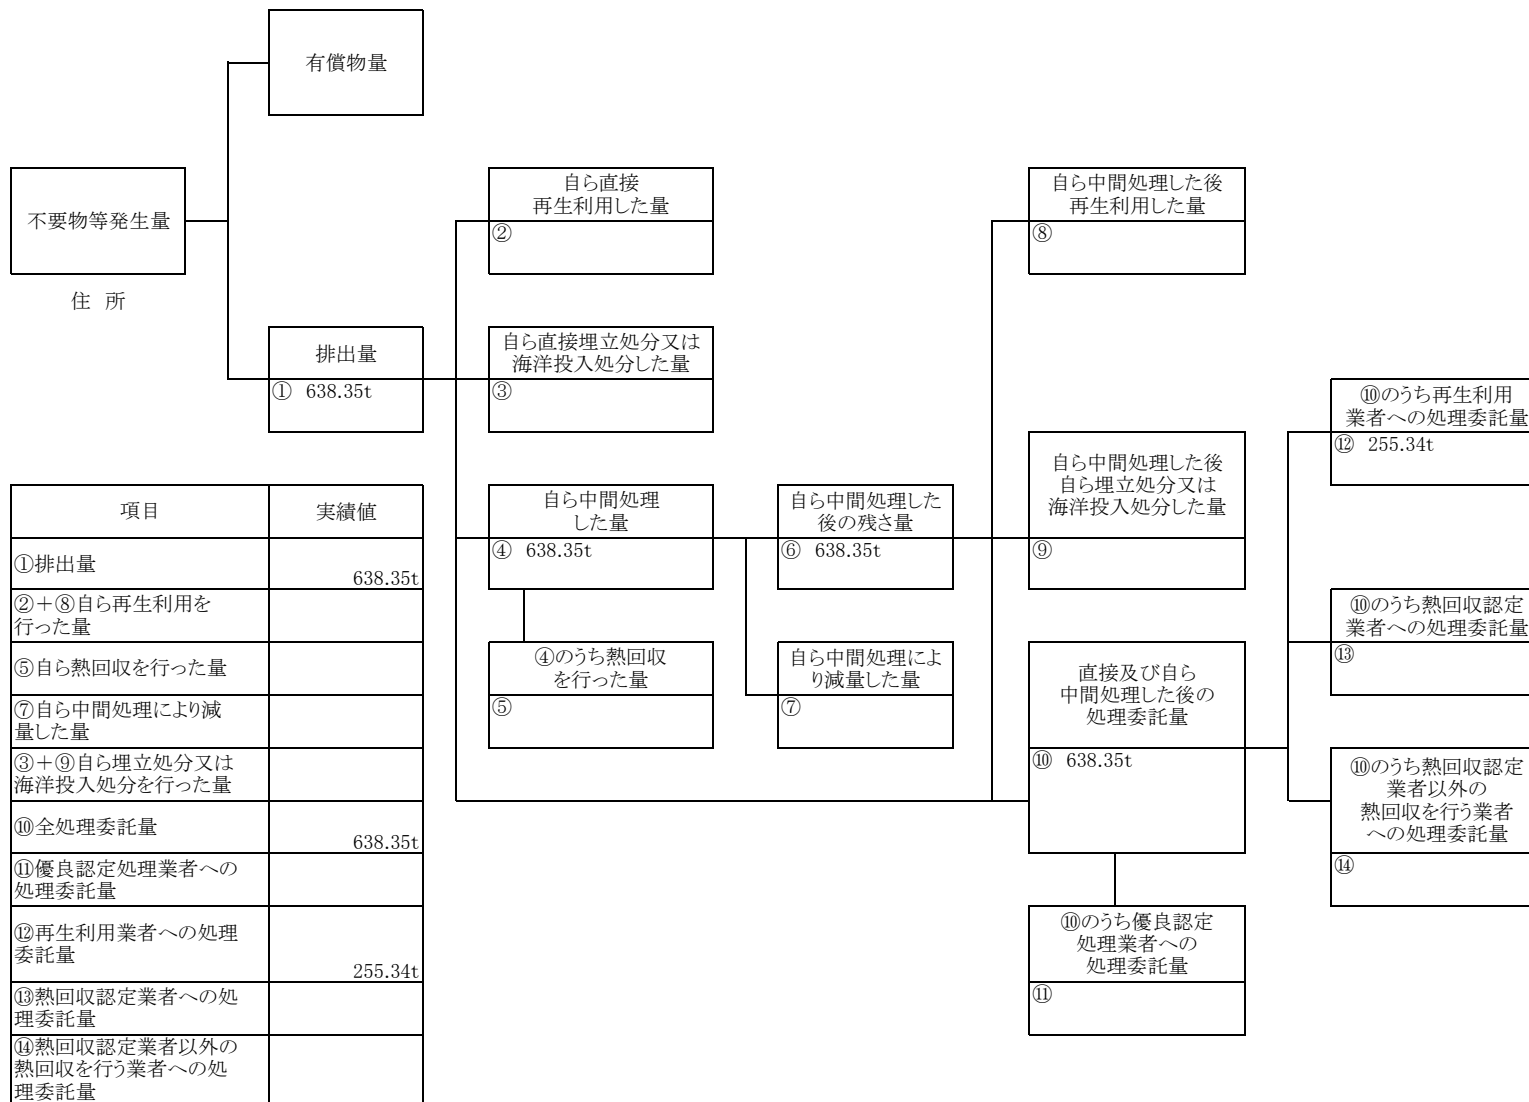 有償物量
不要物等発生量
住 所
排出量
① 638.35t
自ら直接
再生利用した量
②
自ら直接埋立処分又は
海洋投入処分した量
③
自ら中間処理
した量
④ 638.35t
④のうち熱回収
を行った量
⑤
自ら中間処理した
後の残さ量
⑥ 638.35t
自ら中間処理によ
り減量した量
⑦
自ら中間処理した後
再生利用した量
⑧
自ら中間処理した後
自ら埋立処分又は
海洋投入処分した量
⑨
直接及び自ら
中間処理した後の
処理委託量
⑩ 638.35t
⑩のうち優良認定
処理業者への
処理委託量
⑪
⑩のうち再生利用
業者への処理委託量
⑫ 255.34t
⑩のうち熱回収認定
業者への処理委託量
⑬
⑩のうち熱回収認定
業者以外の
熱回収を行う業者
への処理委託量
⑭
項目 実績値
①排出量 638.35t
②+⑧自ら再生利用を
行った量
⑤自ら熱回収を行った量
⑦自ら中間処理により減
量した量
③+⑨自ら埋立処分又は
海洋投入処分を行った量
⑩全処理委託量 638.35t
⑪優良認定処理業者への
処理委託量
⑫再生利用業者への処理
委託量 255.34t
⑬熱回収認定業者への処
理委託量
⑭熱回収認定業者以外の
熱回収を行う業者への処
理委託量